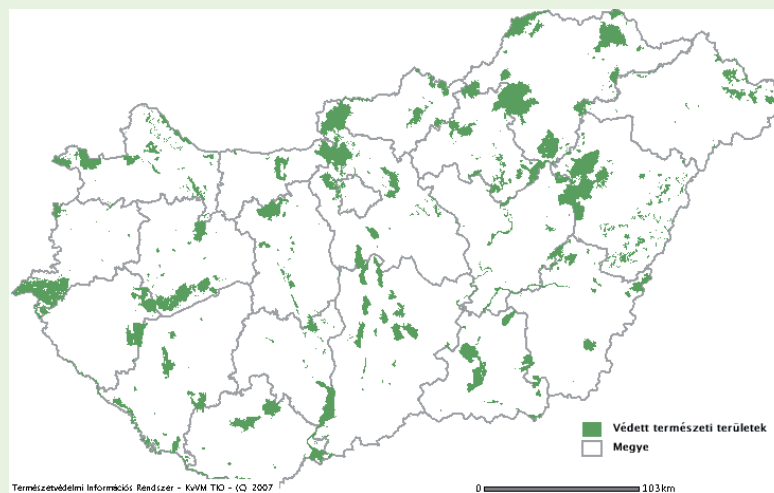 Védett természeti területek
Megye
Természetvédelmi Információs Rendszer - KvVM TIO - (C) 2007
0 103km